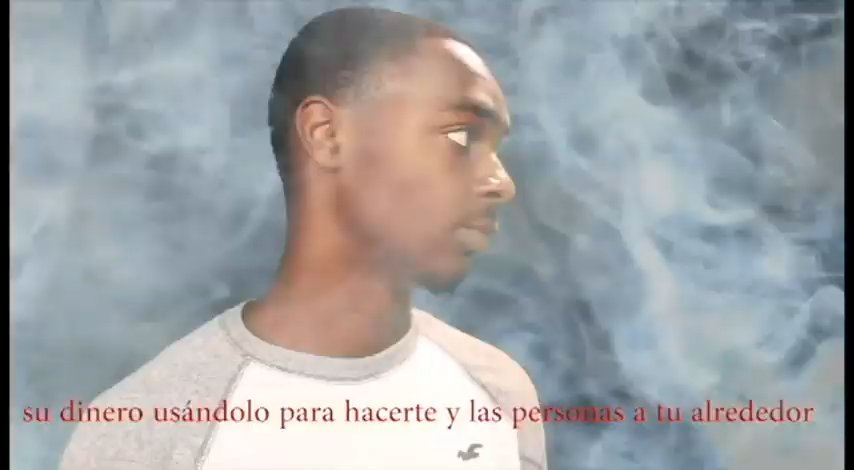 su dinero usándolo para hacerte y las personas a tu alrededor